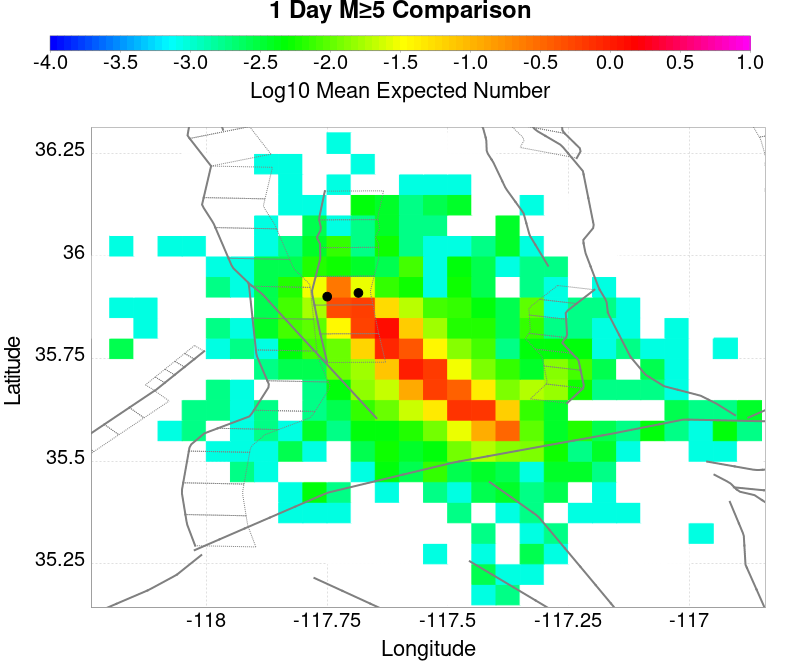 1 Day M≥5 Comparison
-4.0 -3.5 -3.0 -2.5 -2.0 -1.5 -1.0 -0.5 0.0 0.5 1.0
Log10 Mean Expected Number
36.25
36
35.75
35.5
35.25
Latitude
-118 -117.75 -117.5 -117.25 -117
Longitude